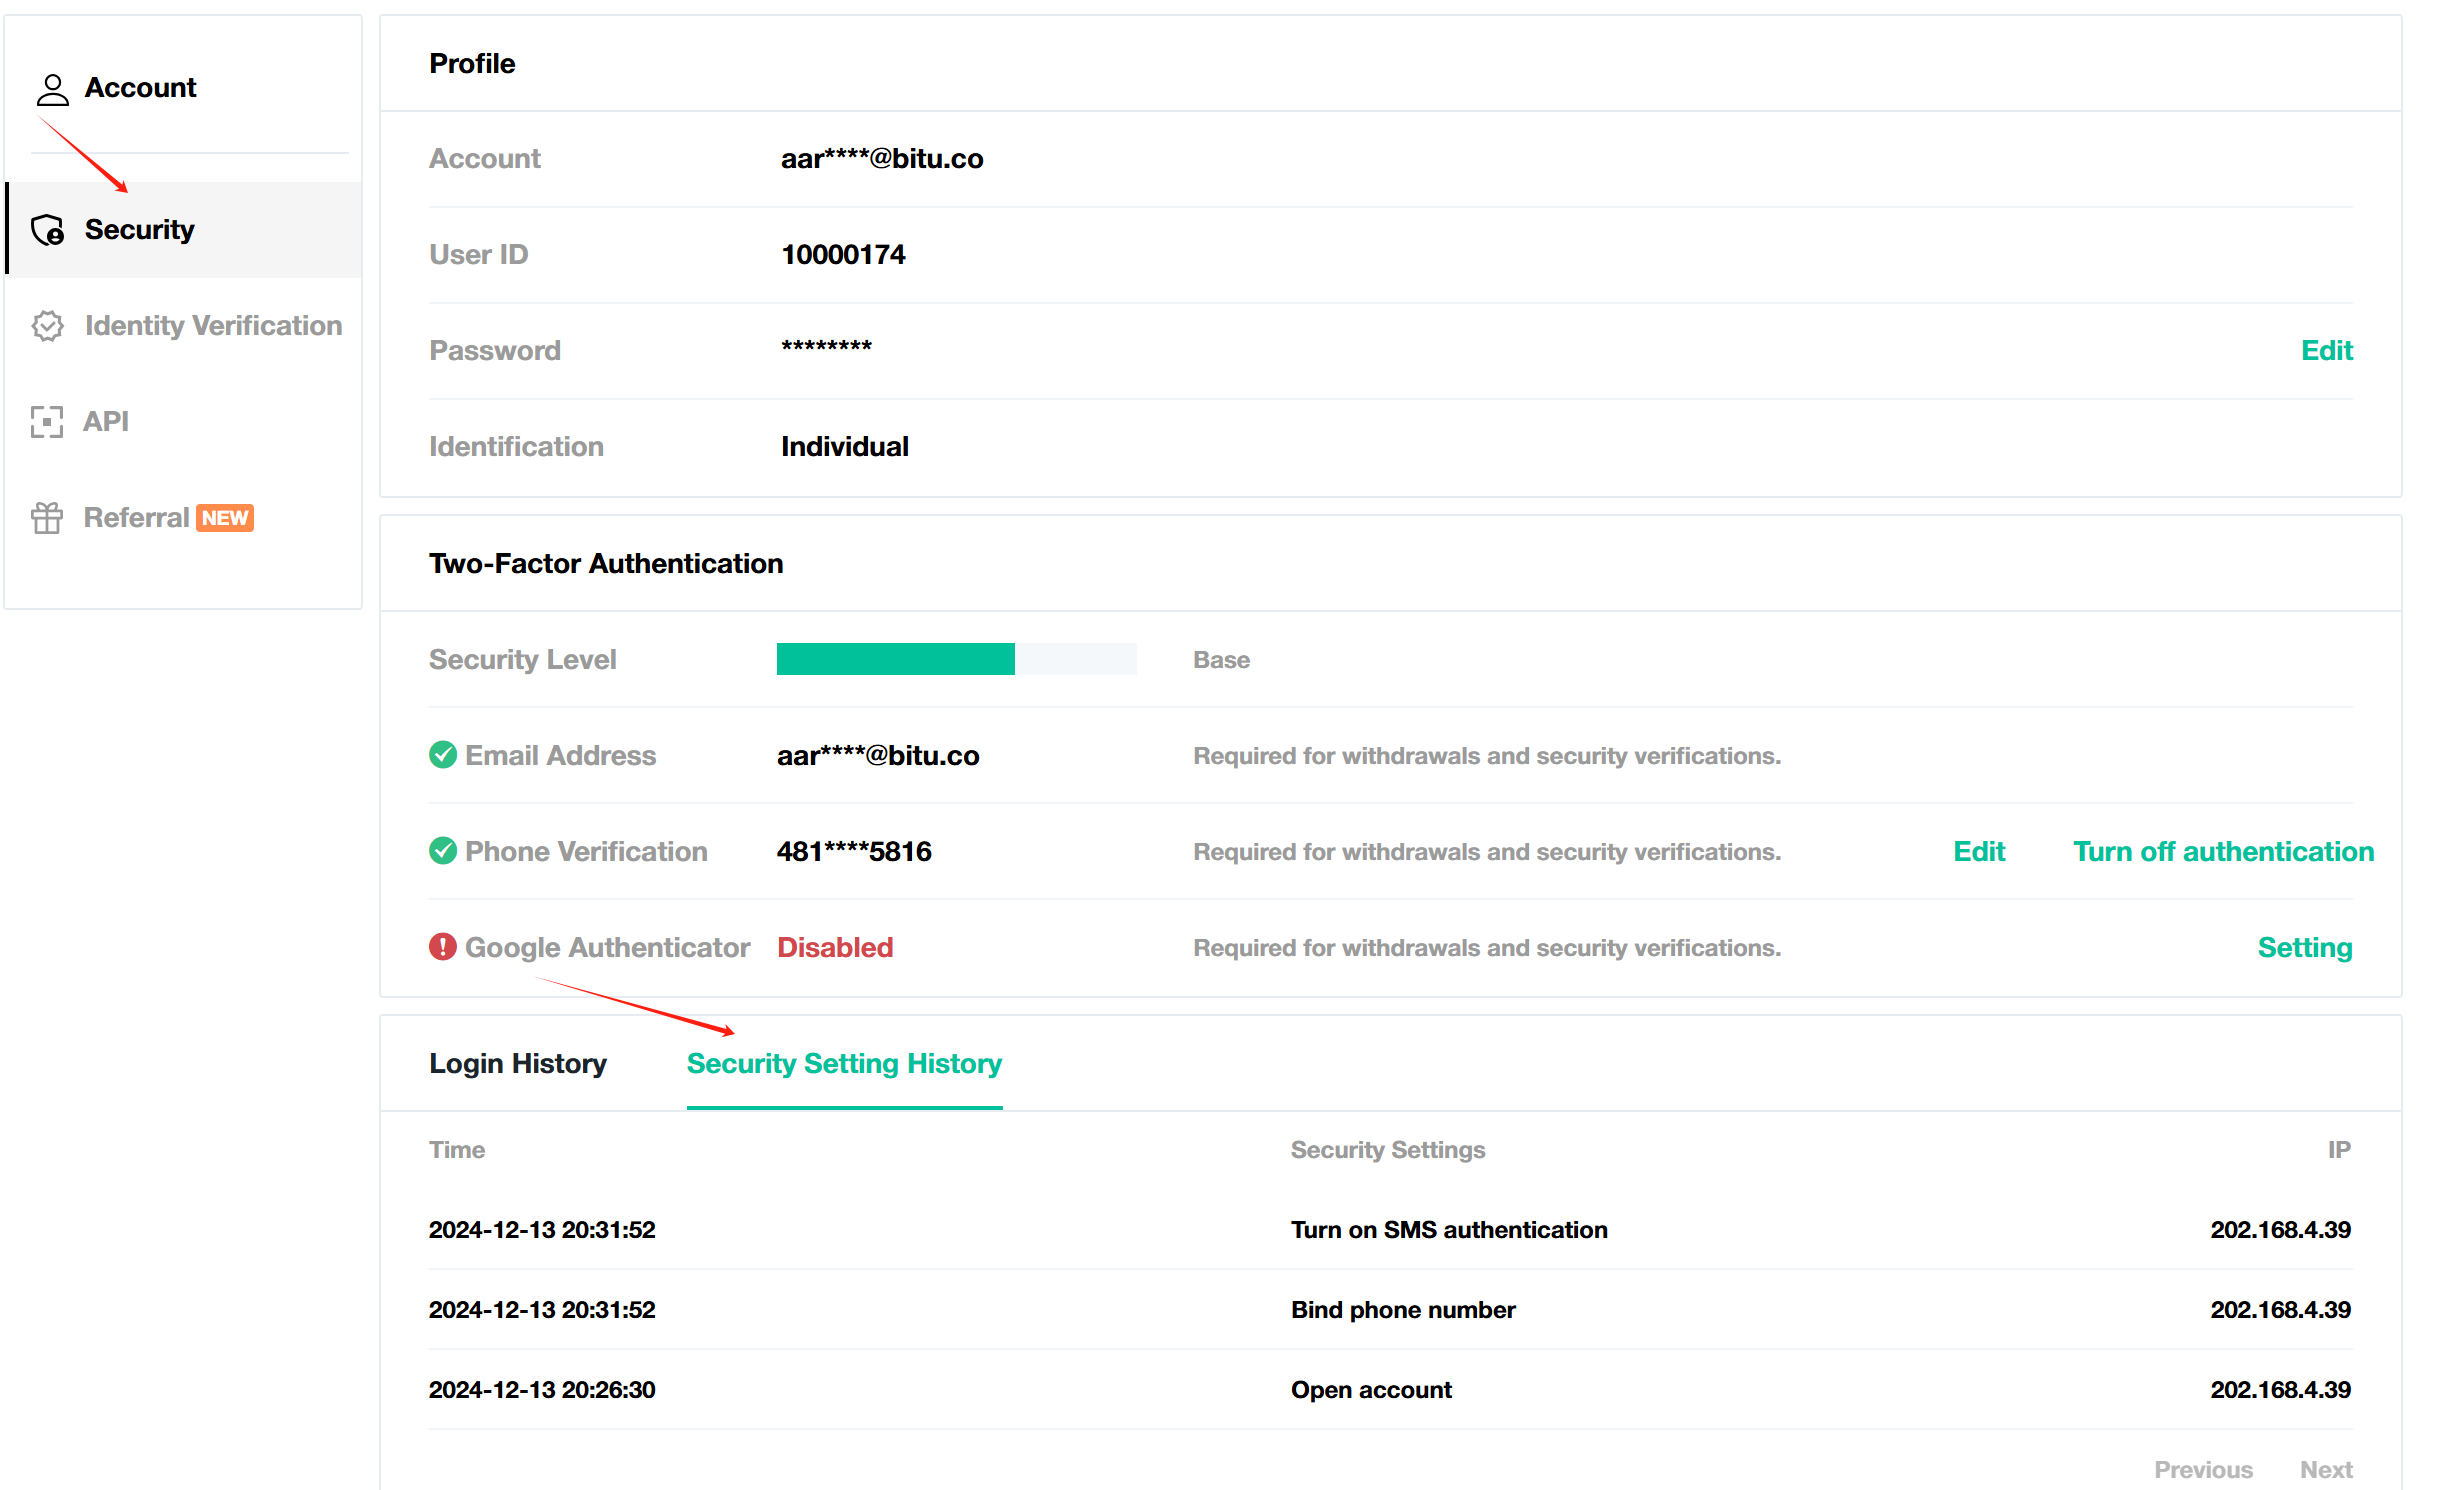 Account
Security
Identity Verification
API
Referral NEW
Profile
Account aar****@bitu.co
User ID 10000174
Password ******** Edit
Identification Individual
Two-Factor Authentication
Security Level Base
Email Address aar****@bitu.co Required for withdrawals and security verifications.
Phone Verification 481****5816 Required for withdrawals and security verifications. Edit Turn off authentication
Google Authenticator Disabled Required for withdrawals and security verifications. Setting
Login History Security Setting History
Time Security Settings IP
2024-12-13 20:31:52 Turn on SMS authentication 202.168.4.39
2024-12-13 20:31:52 Bind phone number 202.168.4.39
2024-12-13 20:26:30 Open account 202.168.4.39
Previous Next